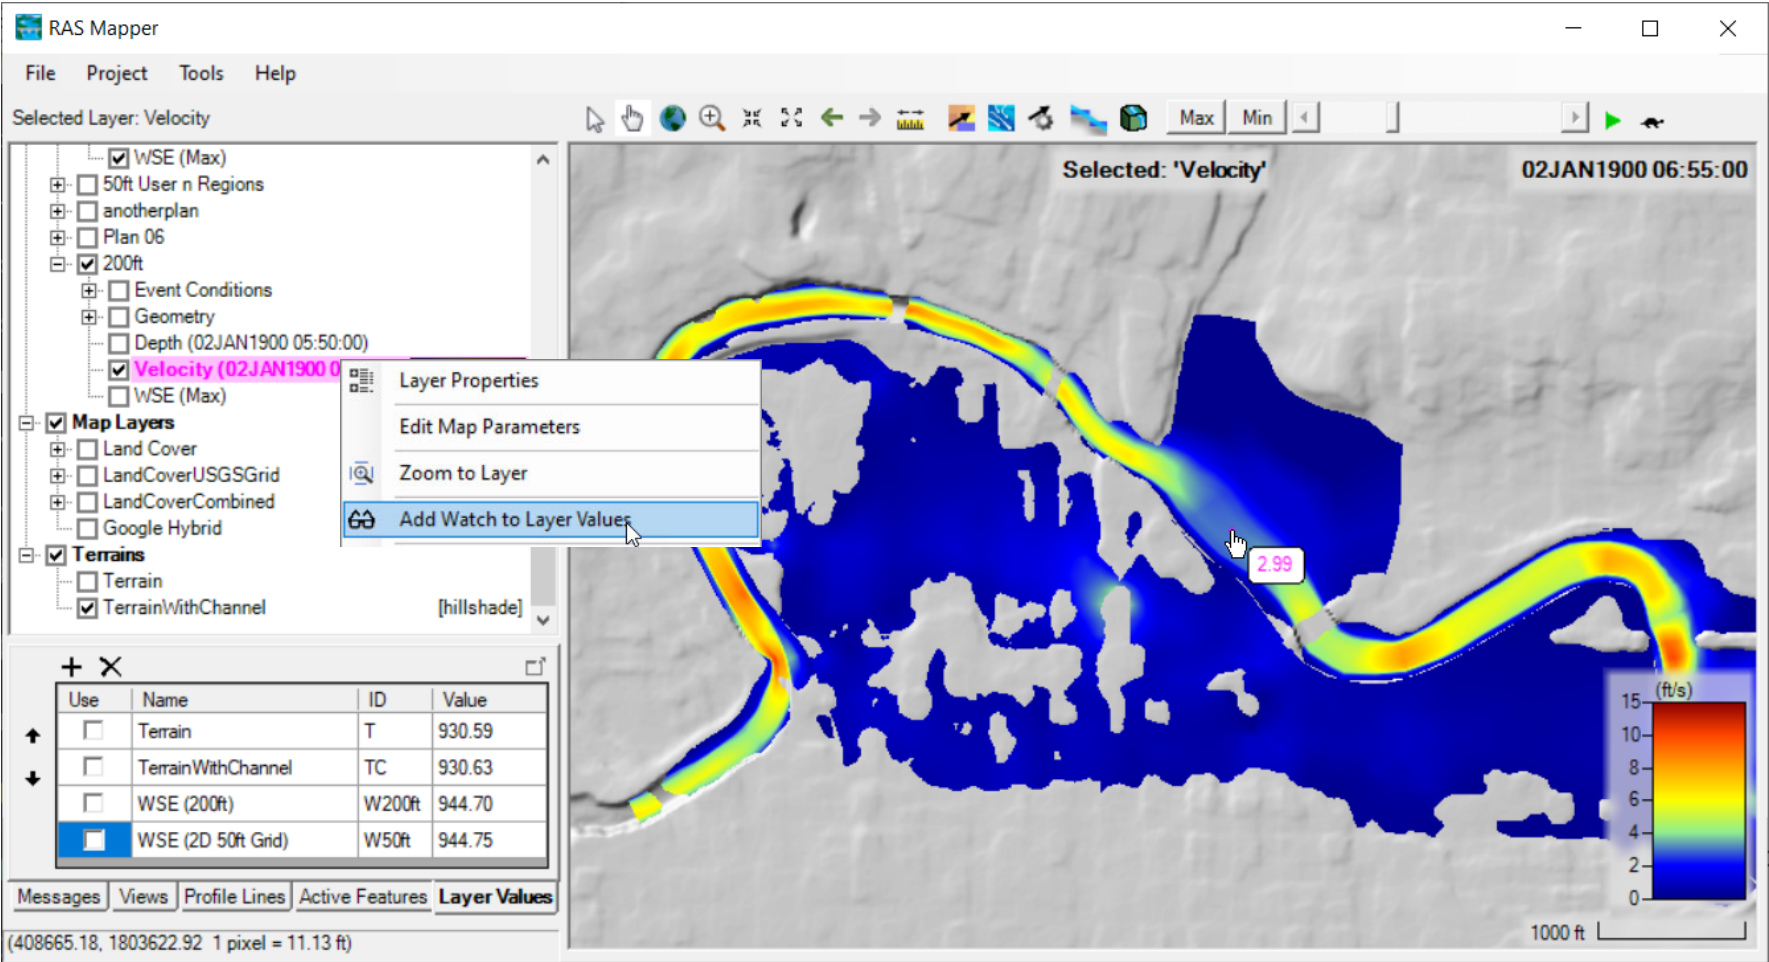 RAS Mapper
File Project Tools Help
Selected Layer: Velocity
Max Min
WSE (Max)
50ft User n Regions
anotherplan
Plan 06
200ft
Event Conditions
Geometry
Depth (02JAN1900 05:50:00)
Velocity (02JAN1900 0
WSE (Max)
Map Layers
Land Cover
LandCoverUSGSGrid
LandCoverCombined
Google Hybrid
Terrains
Terrain
TerrainWithChannel [hillshade]
Layer Properties
Edit Map Parameters
Zoom to Layer
Add Watch to Layer Values
Selected: 'Velocity'
02JAN1900 06:55:00
2.99
(ft/s)
15
10
8
6
4
2
0
1000 ft
Use Name ID Value
Terrain T 930.59
TerrainWithChannel TC 930.63
WSE (200ft) W200ft 944.70
WSE (2D 50ft Grid) W50ft 944.75
Messages Views Profile Lines Active Features Layer Values
(408665.18, 1803622.92 1 pixel = 11.13 ft)